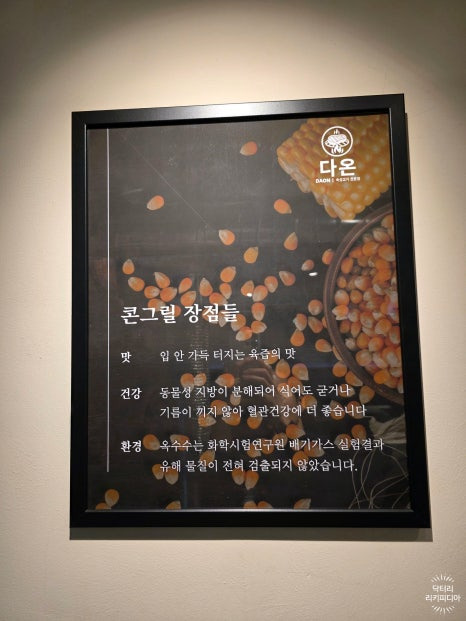 다온
DAON
콘그릴 장점들
맛 입 안 가득 터지는 육즙의 맛
건강 동물성 지방이 분해되어 식어도 굳거나
기름이 끼지 않아 혈관건강에 더 좋습니다
환경 옥수수는 화학시험연구원 배기가스 실험결과
유해 물질이 전혀 검출되지 않았습니다.
닥터리
리키피디아